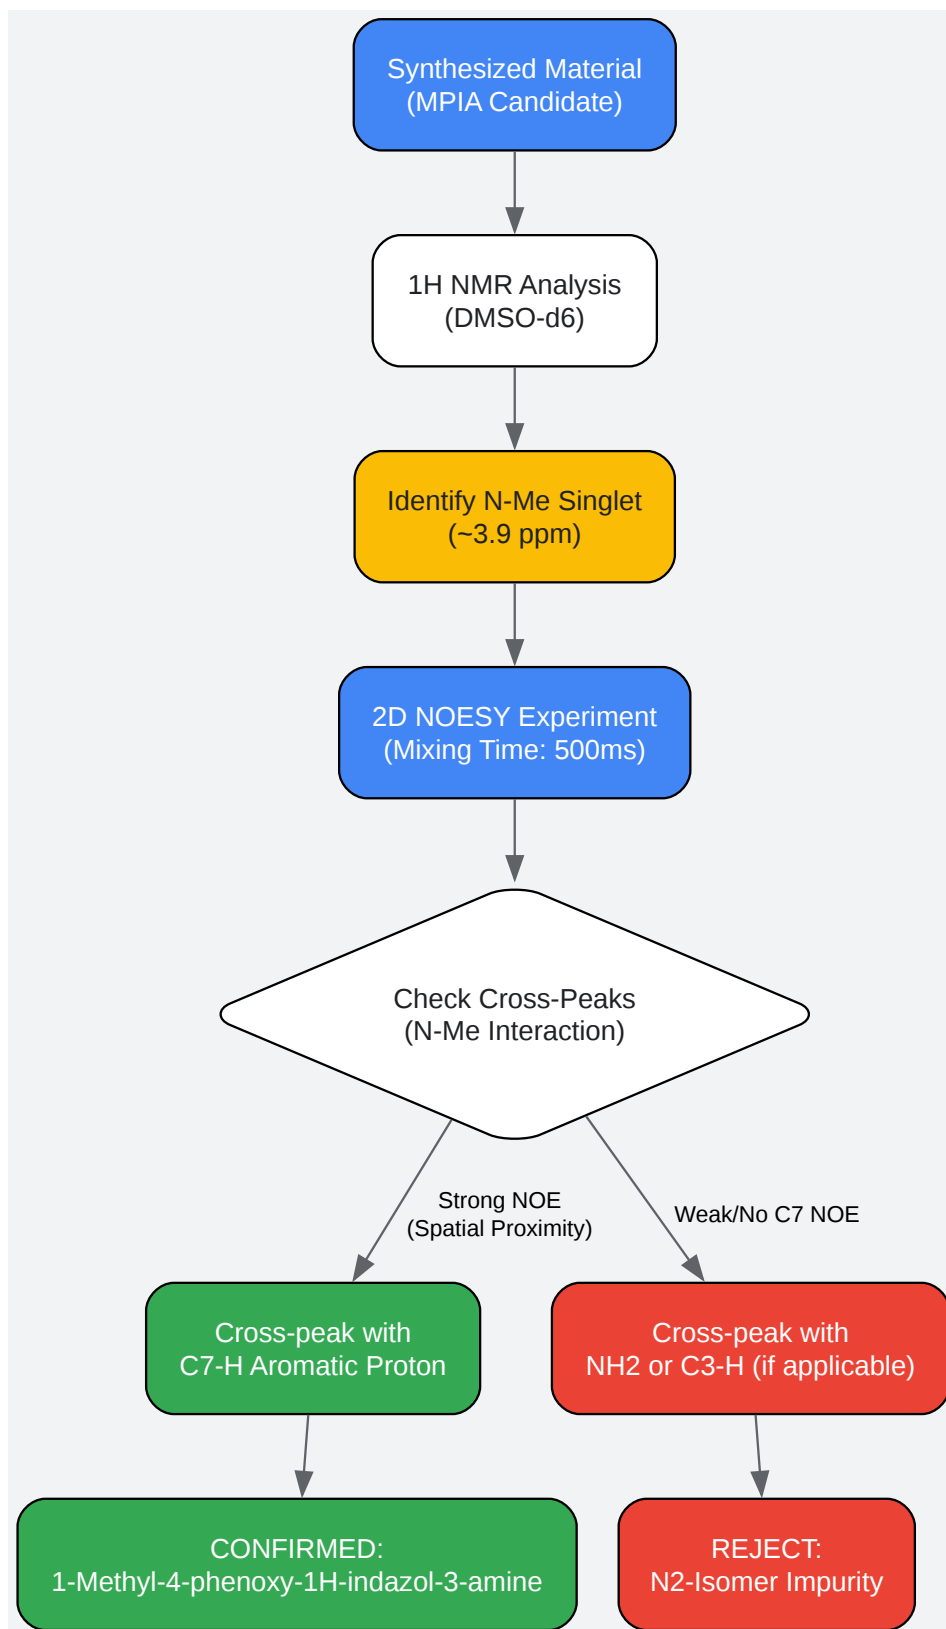 Synthesized Material
(MPIA Candidate)
1H NMR Analysis
(DMSO-d6)
Identify N-Me Singlet
(~3.9 ppm)
2D NOESY Experiment
(Mixing Time: 500ms)
Check Cross-Peaks
(N-Me Interaction)
Strong NOE
(Spatial Proximity)
Weak/No C7 NOE
Cross-peak with
C7-H Aromatic Proton
Cross-peak with
NH2 or C3-H (if applicable)
CONFIRMED:
1-Methyl-4-phenoxy-1H-indazol-3-amine
REJECT:
N2-Isomer Impurity